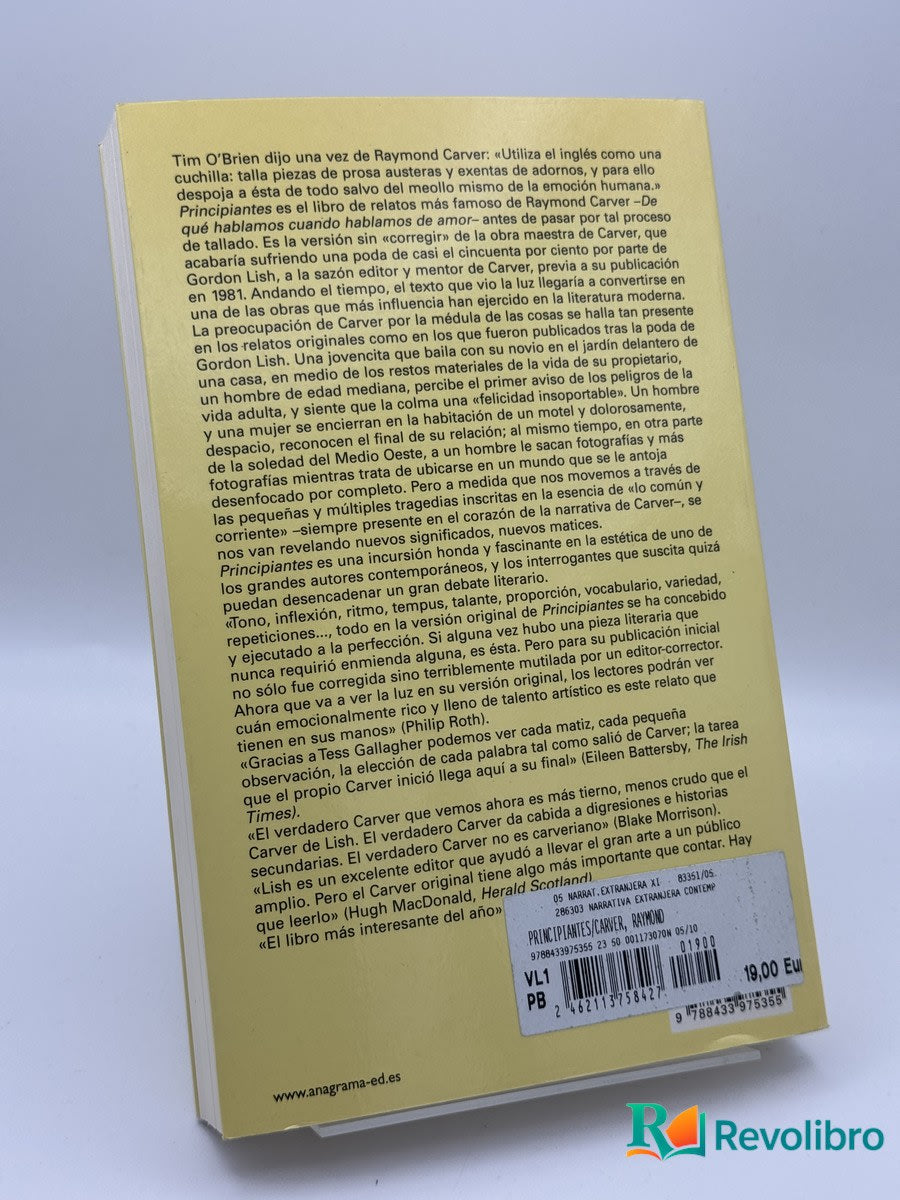 Tim O'Brien dijo una vez de Raymond Carver: «Utiliza el inglés como una
cuchilla: talla piezas de prosa austeras y exentas de adornos, y para ello
despoja a ésta de todo salvo del meollo mismo de la emoción humana.»
Principiantes es el libro de relatos más famoso de Raymond Carver –De
qué hablamos cuando hablamos de amor– antes de pasar por tal proceso
de tallado. Es la versión sin «corregir» de la obra maestra de Carver, que
acabaría sufriendo una poda de casi el cincuenta por ciento por parte de
Gordon Lish, a la sazón editor y mentor de Carver, previa a su publicación
en 1981. Andando el tiempo, el texto que vio la luz llegaría a convertirse en
una de las obras que más influencia han ejercido en la literatura moderna.
La preocupación de Carver por la médula de las cosas se halla tan presente
en los relatos originales como en los que fueron publicados tras la poda de
Gordon Lish. Una jovencita que baila con su novio en el jardín delantero de
una casa, en medio de los restos materiales de la vida de su propietario,
un hombre de edad mediana, percibe el primer aviso de los peligros de la
vida adulta, y siente que la colma una «felicidad insoportable». Un hombre
y una mujer se encierran en la habitación de un motel y dolorosamente,
despacio, reconocen el final de su relación; al mismo tiempo, en otra parte
de la soledad del Medio Oeste, a un hombre le sacan fotografías y más
fotografías mientras trata de ubicarse en un mundo que se le antoja
desenfocado por completo. Pero a medida que nos movemos a través de
las pequeñas y múltiples tragedias inscritas en la esencia de «lo común y
corriente» –siempre presente en el corazón de la narrativa de Carver–, se
nos van revelando nuevos significados, nuevos matices.
Principiantes es una incursión honda y fascinante en la estética de uno de
los grandes autores contemporáneos, y los interrogantes que suscita quizá
puedan desencadenar un gran debate literario.
«Tono, inflexión, ritmo, tempus, talante, proporción, vocabulario, variedad,
repeticiones..., todo en la versión original de Principiantes se ha concebido
y ejecutado a la perfección. Si alguna vez hubo una pieza literaria que
nunca requirió enmienda alguna, es ésta. Pero para su publicación inicial
no sólo fue corregida sino terriblemente mutilada por un editor-corrector.
Ahora que va a ver la luz en su versión original, los lectores podrán ver
cuán emocionalmente rico y lleno de talento artístico es este relato que
tienen en sus manos» (Philip Roth).
«Gracias a Tess Gallagher podemos ver cada matiz, cada pequeña
observación, la elección de cada palabra tal como salió de Carver; la tarea
que el propio Carver inició llega aquí a su final» (Eileen Battersby, The Irish
Times).
«El verdadero Carver que vemos ahora es más tierno, menos crudo que el
Carver de Lish. El verdadero Carver da cabida a digresiones e historias
secundarias. El verdadero Carver no es carveriano» (Blake Morrison).
«Lish es un excelente editor que ayudó a llevar el gran arte a un público
amplio. Pero el Carver original tiene algo más importante que contar. Hay
que leerlo» (Hugh MacDonald, Herald Scotland).
«El libro más interesante del año»
05 NARRAT.EXTRANJERA XI 83351/05
286303 NARRATIVA EXTRANJERA CONTEMP
PRINCIPIANTES/CARVER, RAYMOND
9788433975355 23 50 001173070N 05/10
01900
VL1
PB
2 462113 758427
19,00 Eu
9 788433 975355
www.anagrama-ed.es
Revolibro